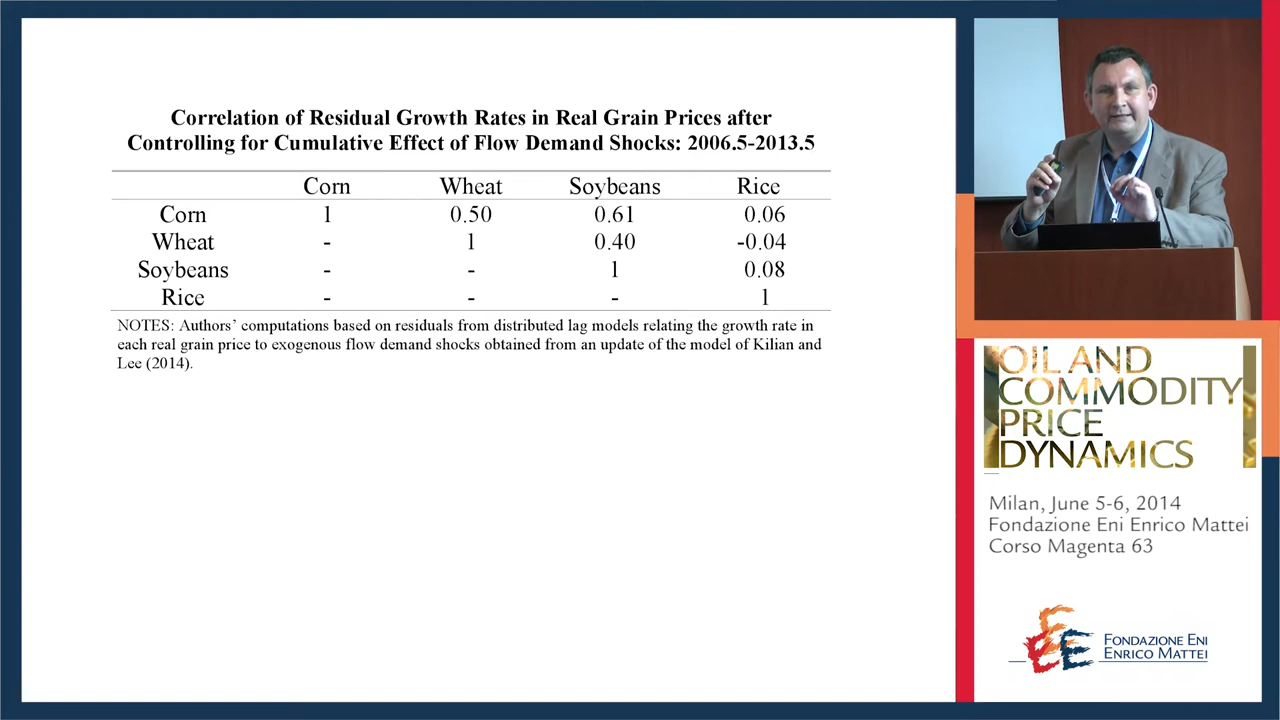 Correlation of Residual Growth Rates in Real Grain Prices after
Controlling for Cumulative Effect of Flow Demand Shocks: 2006.5-2013.5
Corn Wheat Soybeans Rice
Corn 1 0.50 0.61 0.06
Wheat - 1 0.40 -0.04
Soybeans - - 1 0.08
Rice - - - 1
NOTES: Authors’ computations based on residuals from distributed lag models relating the growth rate in
each real grain price to exogenous flow demand shocks obtained from an update of the model of Kilian and
Lee (2014).
OIL AND
COMMODITY
PRICE
DYNAMICS
Milan, June 5-6, 2014
Fondazione Eni Enrico Mattei
Corso Magenta 63
FONDAZIONE ENI
ENRICO MATTEI